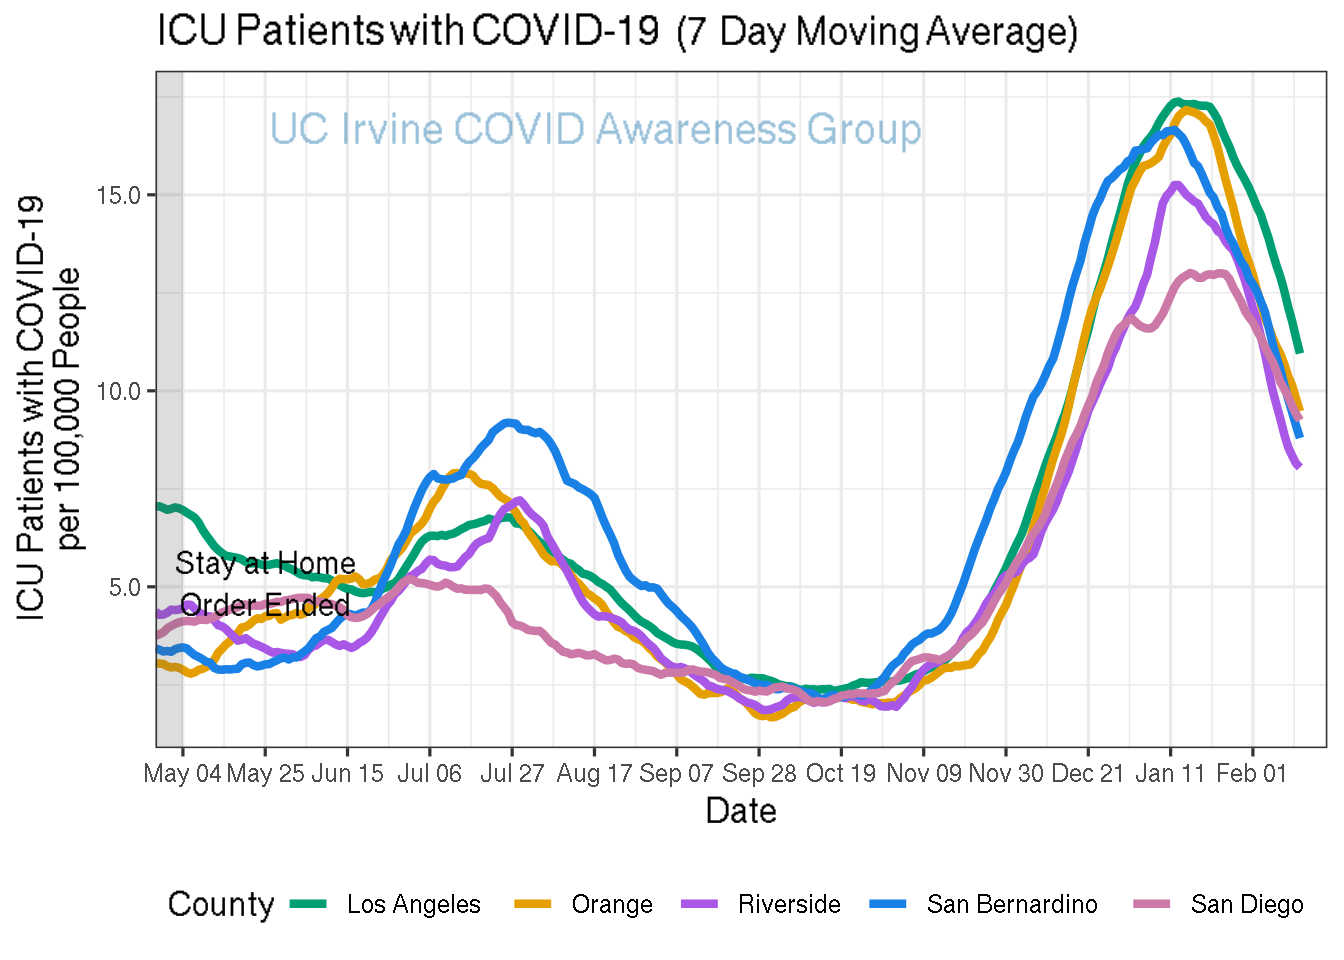 ICU Patients with COVID-19 (7 Day Moving Average)
UC Irvine COVID Awareness Group
ICU Patients with COVID-19
per 100,000 People
15.0
10.0
5.0
Stay at Home
Order Ended
May 04 May 25 Jun 15 Jul 06 Jul 27 Aug 17 Sep 07 Sep 28 Oct 19 Nov 09 Nov 30 Dec 21 Jan 11 Feb 01
Date
County Los Angeles Orange Riverside San Bernardino San Diego